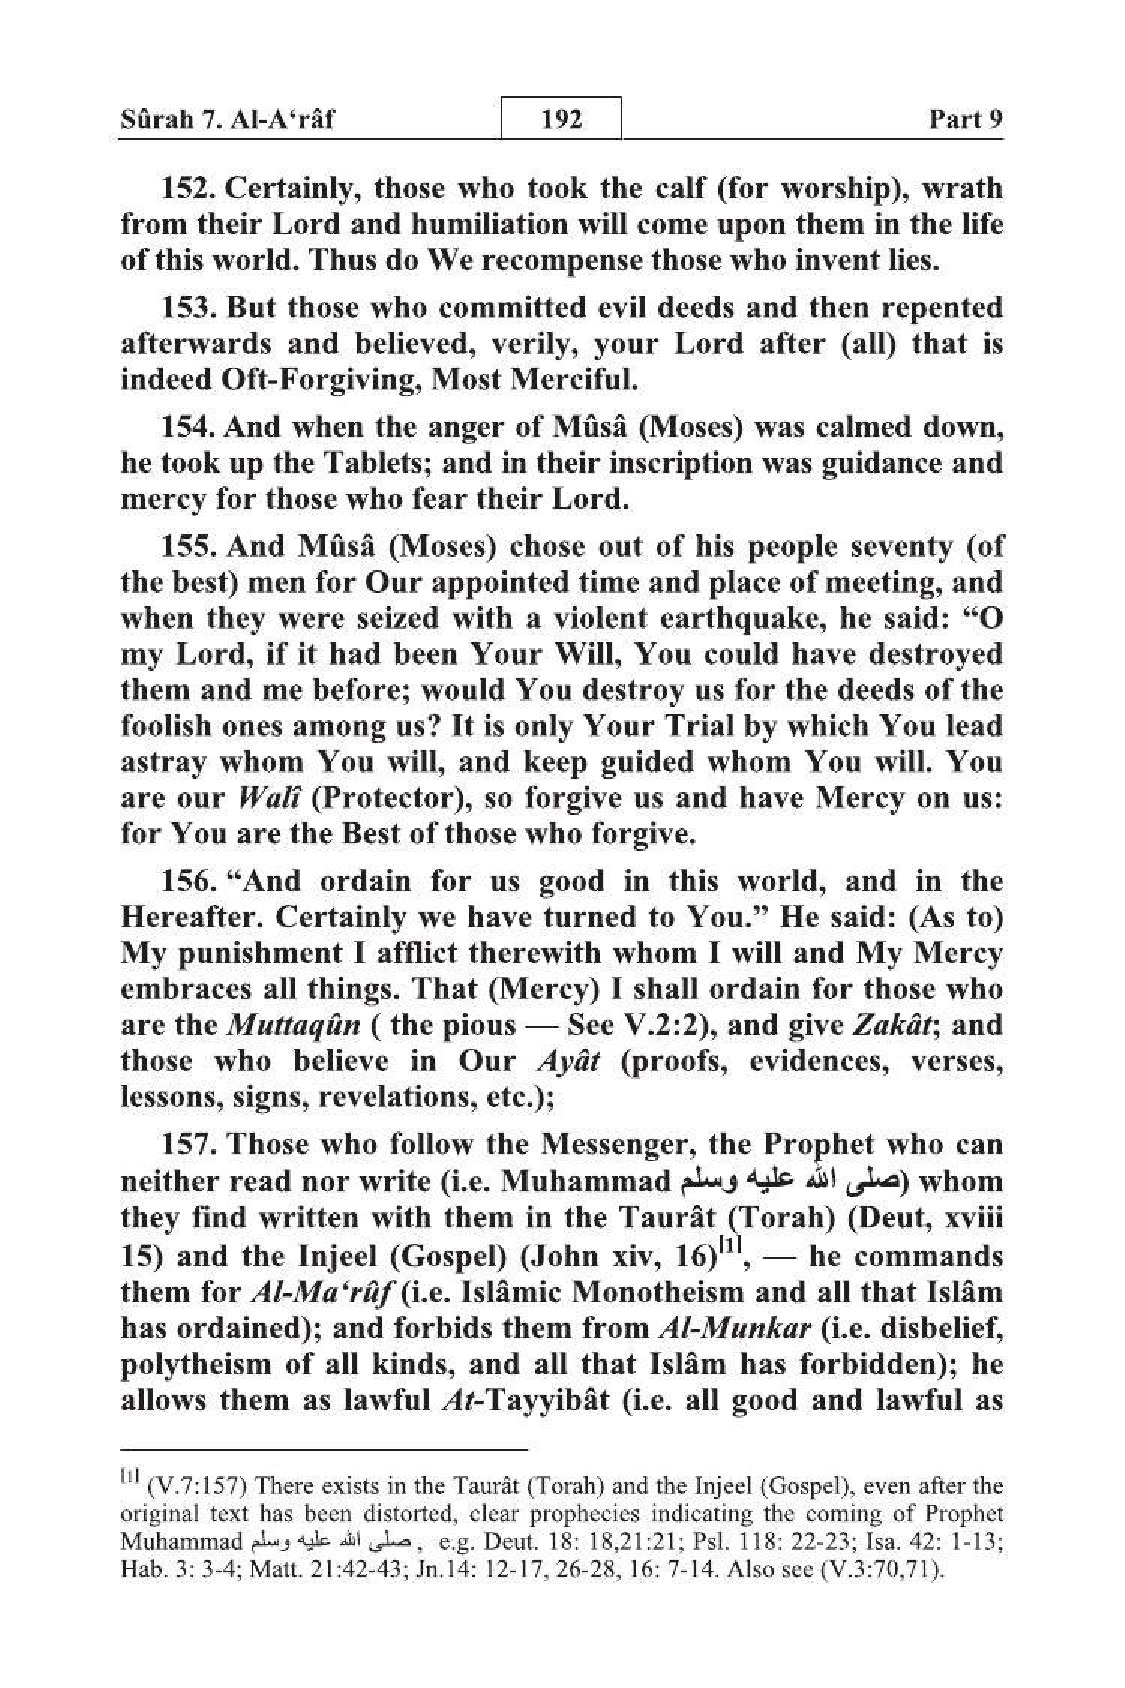 Sûrah 7. Al-A‘râf 192 Part 9
152. Certainly, those who took the calf (for worship), wrath
from their Lord and humiliation will come upon them in the life
of this world. Thus do We recompense those who invent lies.
153. But those who committed evil deeds and then repented
afterwards and believed, verily, your Lord after (all) that is
indeed Oft-Forgiving, Most Merciful.
154. And when the anger of Mûsâ (Moses) was calmed down,
he took up the Tablets; and in their inscription was guidance and
mercy for those who fear their Lord.
155. And Mûsâ (Moses) chose out of his people seventy (of
the best) men for Our appointed time and place of meeting, and
when they were seized with a violent earthquake, he said: “O
my Lord, if it had been Your Will, You could have destroyed
them and me before; would You destroy us for the deeds of the
foolish ones among us? It is only Your Trial by which You lead
astray whom You will, and keep guided whom You will. You
are our Walî (Protector), so forgive us and have Mercy on us:
for You are the Best of those who forgive.
156. “And ordain for us good in this world, and in the
Hereafter. Certainly we have turned to You.” He said: (As to)
My punishment I afflict therewith whom I will and My Mercy
embraces all things. That (Mercy) I shall ordain for those who
are the Muttaqûn ( the pious — See V.2:2), and give Zakât; and
those who believe in Our Ayât (proofs, evidences, verses,
lessons, signs, revelations, etc.);
157. Those who follow the Messenger, the Prophet who can
neither read nor write (i.e. Muhammad صلى الله عليه وسلم) whom
they find written with them in the Taurât (Torah) (Deut, xviii
15) and the Injeel (Gospel) (John xiv, 16)[1], — he commands
them for Al-Ma‘rûf (i.e. Islâmic Monotheism and all that Islâm
has ordained); and forbids them from Al-Munkar (i.e. disbelief,
polytheism of all kinds, and all that Islâm has forbidden); he
allows them as lawful At-Tayyibât (i.e. all good and lawful as
[1] (V.7:157) There exists in the Taurât (Torah) and the Injeel (Gospel), even after the
original text has been distorted, clear prophecies indicating the coming of Prophet
Muhammad صلى الله عليه وسلم , e.g. Deut. 18: 18,21:21; Psl. 118: 22-23; Isa. 42: 1-13;
Hab. 3: 3-4; Matt. 21:42-43; Jn.14: 12-17, 26-28, 16: 7-14. Also see (V.3:70,71).